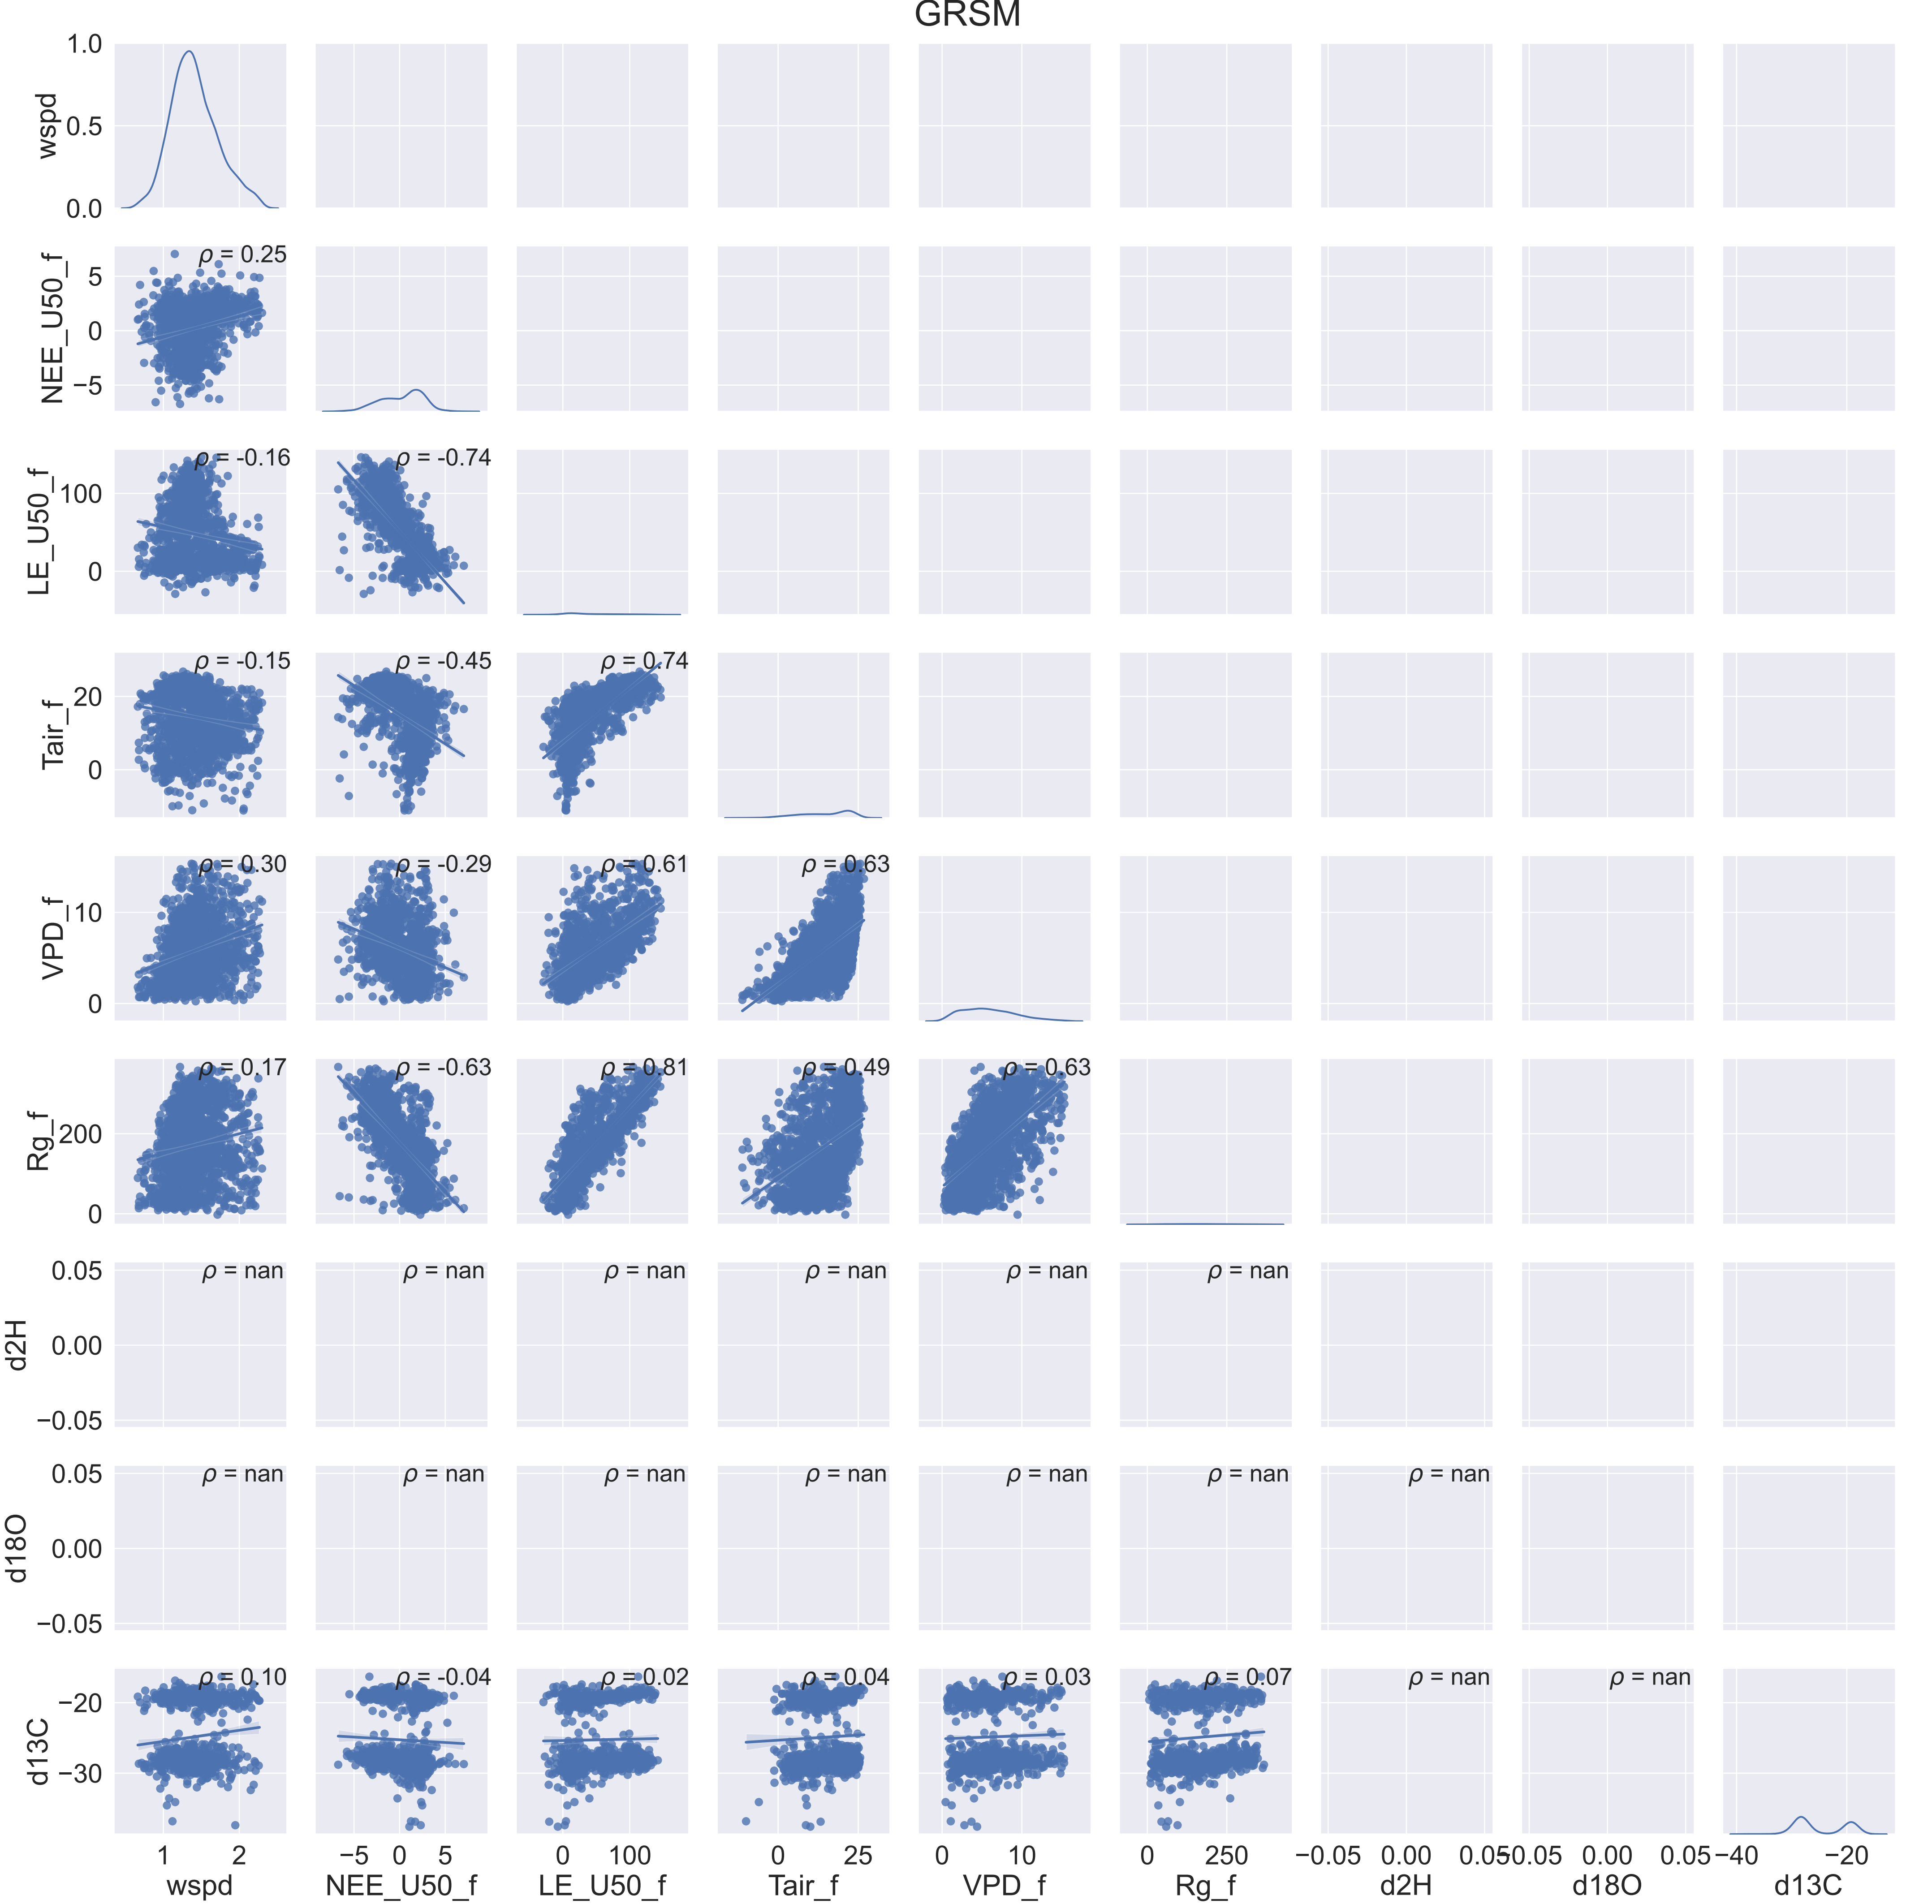 GRSM
wspd
1.0
0.5
0.0
NEE_U50_f
5
0
−5
ρ = 0.25
LE_U50_f
100
0
ρ = -0.16
ρ = -0.74
Tair_f
20
0
ρ = -0.15
ρ = -0.45
ρ = 0.74
VPD_f
10
0
ρ = 0.30
ρ = -0.29
ρ = 0.61
ρ = 0.63
Rg_f
200
0
ρ = 0.17
ρ = -0.63
ρ = 0.81
ρ = 0.49
ρ = 0.63
d2H
0.05
0.00
−0.05
ρ = nan
ρ = nan
ρ = nan
ρ = nan
ρ = nan
ρ = nan
d18O
0.05
0.00
−0.05
ρ = nan
ρ = nan
ρ = nan
ρ = nan
ρ = nan
ρ = nan
ρ = nan
d13C
−20
−30
ρ = 0.10
ρ = -0.04
ρ = 0.02
ρ = 0.04
ρ = 0.03
ρ = 0.07
ρ = nan
ρ = nan
1 2
−5 0 5
0 100
0 25
0 10
0 250
−0.05 0.00 0.05
−0.05 0.00 0.05
−40 −20
wspd
NEE_U50_f
LE_U50_f
Tair_f
VPD_f
Rg_f
d2H
d18O
d13C